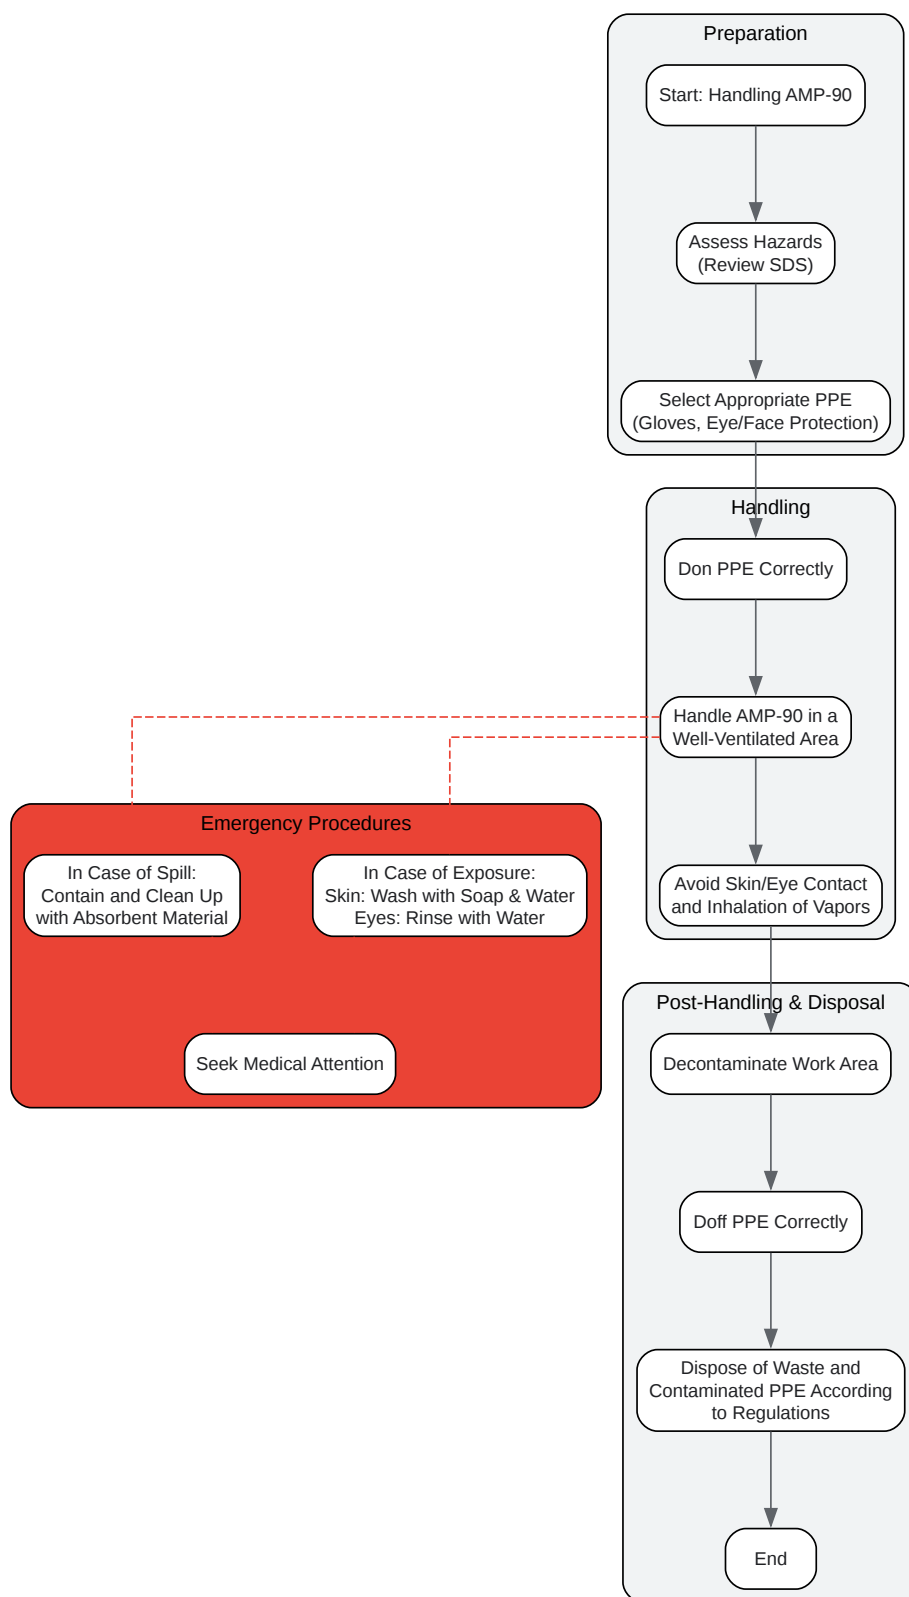 Preparation
Start: Handling AMP-90
Assess Hazards
(Review SDS)
Select Appropriate PPE
(Gloves, Eye/Face Protection)
Handling
Don PPE Correctly
Handle AMP-90 in a
Well-Ventilated Area
Avoid Skin/Eye Contact
and Inhalation of Vapors
Emergency Procedures
In Case of Spill:
Contain and Clean Up
with Absorbent Material
In Case of Exposure:
Skin: Wash with Soap & Water
Eyes: Rinse with Water
Seek Medical Attention
Post-Handling & Disposal
Decontaminate Work Area
Doff PPE Correctly
Dispose of Waste and
Contaminated PPE According
to Regulations
End